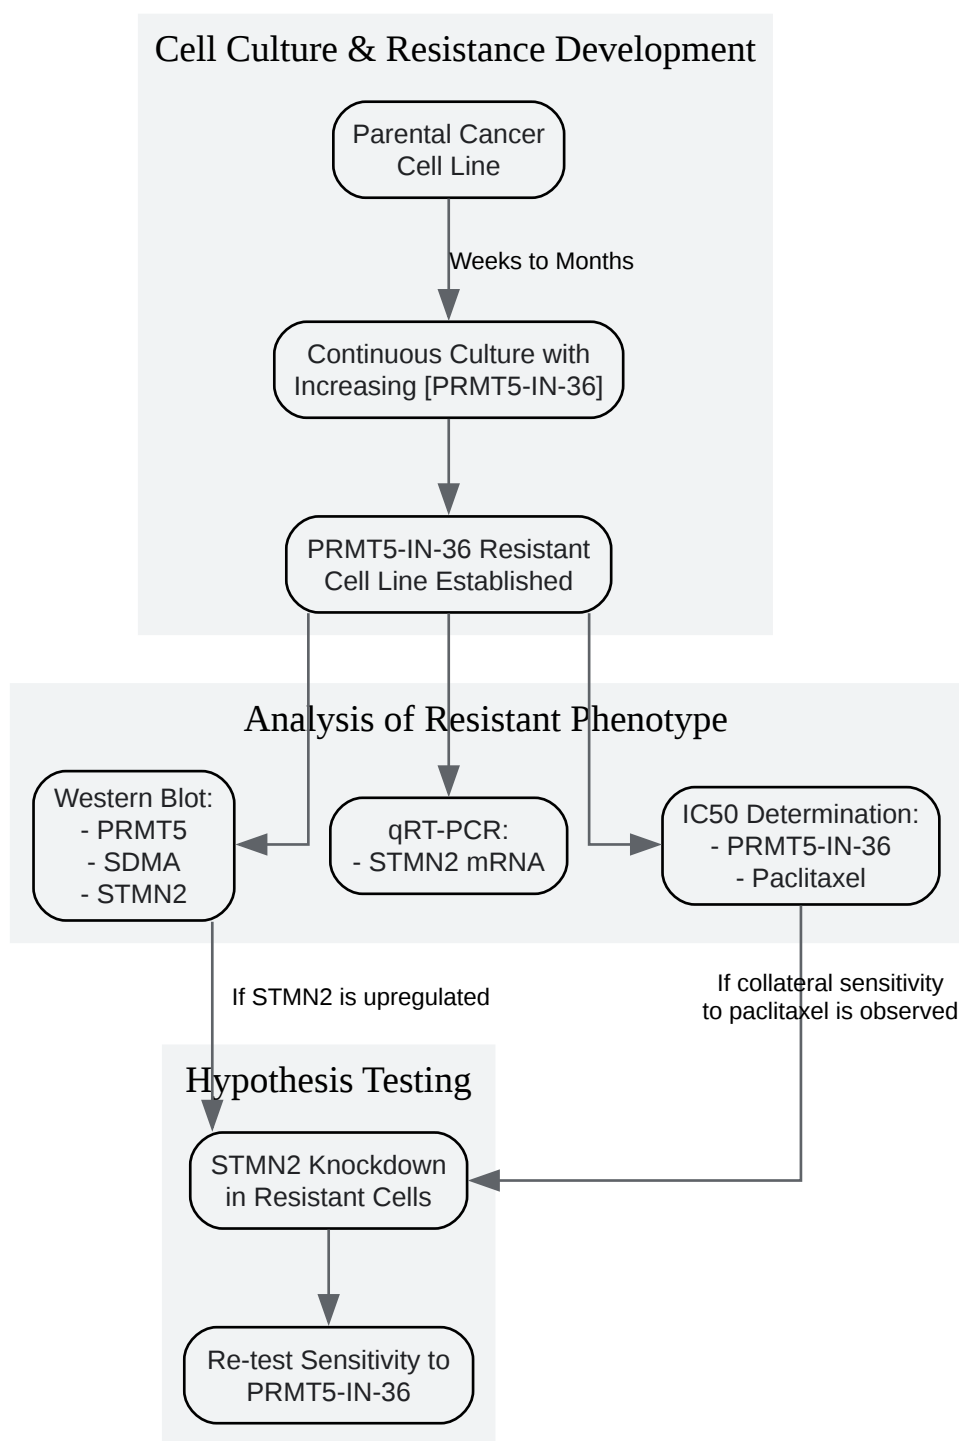 Cell Culture & Resistance Development
Parental Cancer
Cell Line
Weeks to Months
Continuous Culture with
Increasing [PRMT5-IN-36]
PRMT5-IN-36 Resistant
Cell Line Established
Analysis of Resistant Phenotype
Western Blot:
- PRMT5
- SDMA
- STMN2
qRT-PCR:
- STMN2 mRNA
IC50 Determination:
- PRMT5-IN-36
- Paclitaxel
If STMN2 is upregulated
If collateral sensitivity
to paclitaxel is observed
Hypothesis Testing
STMN2 Knockdown
in Resistant Cells
Re-test Sensitivity to
PRMT5-IN-36